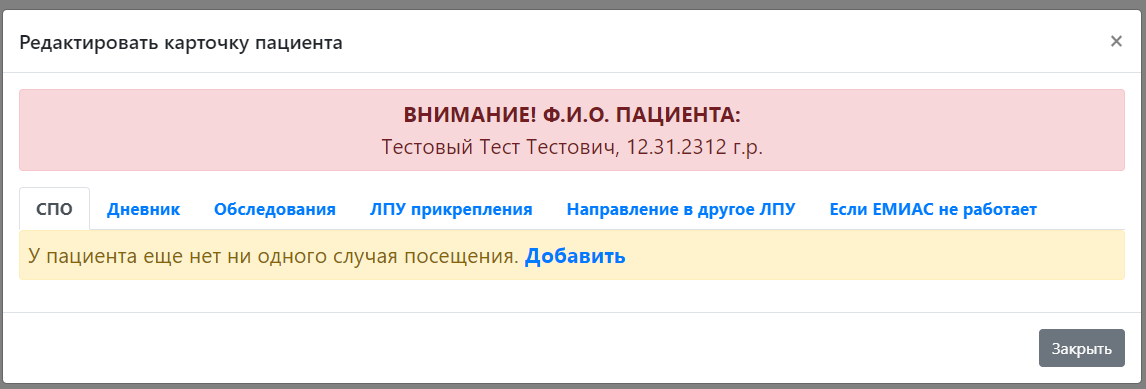 Редактировать карточку пациента ×
ВНИМАНИЕ! Ф.И.О. ПАЦИЕНТА:
Тестовый Тест Тестович, 12.31.2312 г.р.
СПО Дневник Обследования ЛПУ прикрепления Направление в другое ЛПУ Если ЕМИАС не работает
У пациента еще нет ни одного случая посещения. Добавить
Закрыть